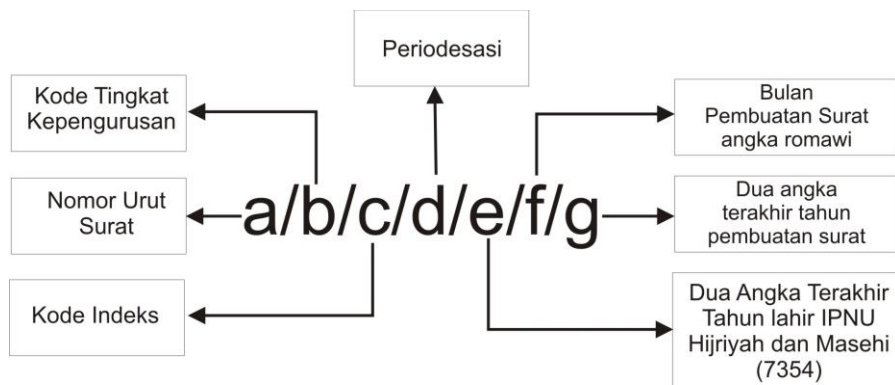 Periodesasi
Kode Tingkat
Kepengurusan
Bulan
Pembuatan Surat
angka romawi
Nomor Urut
Surat
a/b/c/d/e/f/g
Dua angka
terakhir tahun
pembuatan surat
Kode Indeks
Dua Angka Terakhir
Tahun lahir IPNU
Hijriyah dan Masehi
(7354)